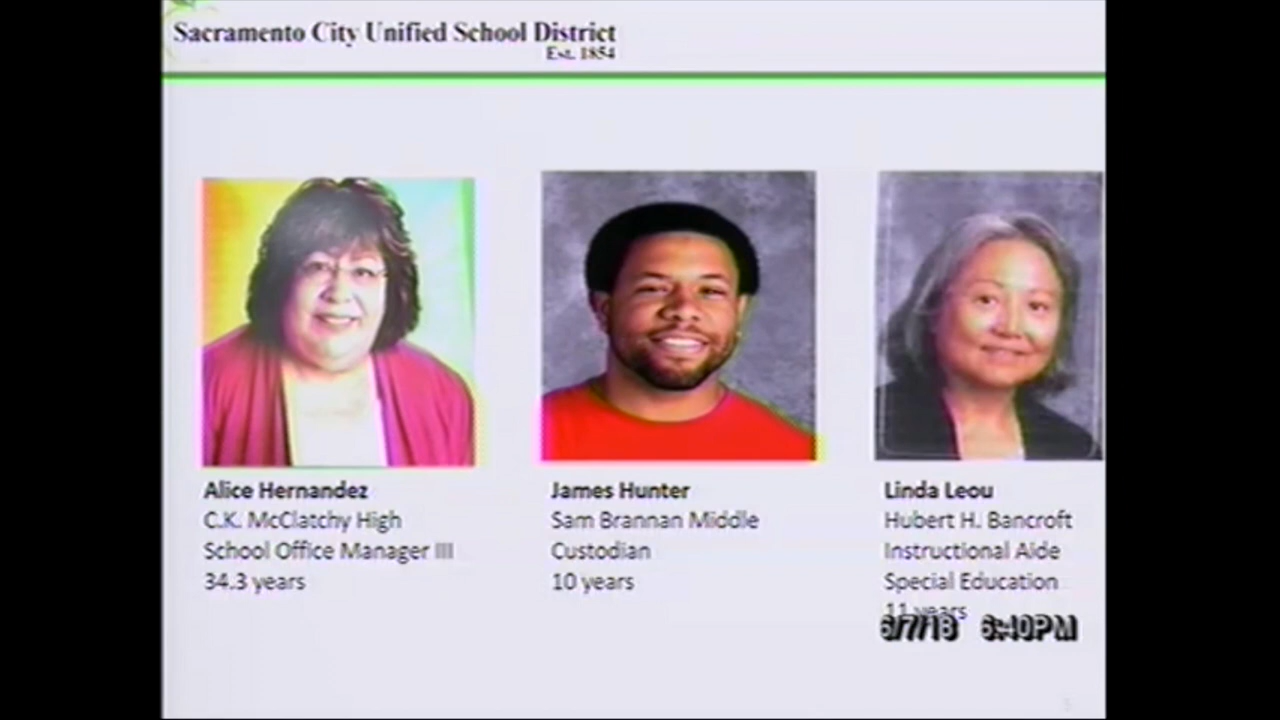 Sacramento City Unified School District
Est. 1854
Alice Hernandez
C.K. McClatchy High
School Office Manager III
34.3 years
James Hunter
Sam Brannan Middle
Custodian
10 years
Linda Leou
Hubert H. Bancroft
Instructional Aide
Special Education
11 years
6/7/18 6:40PM